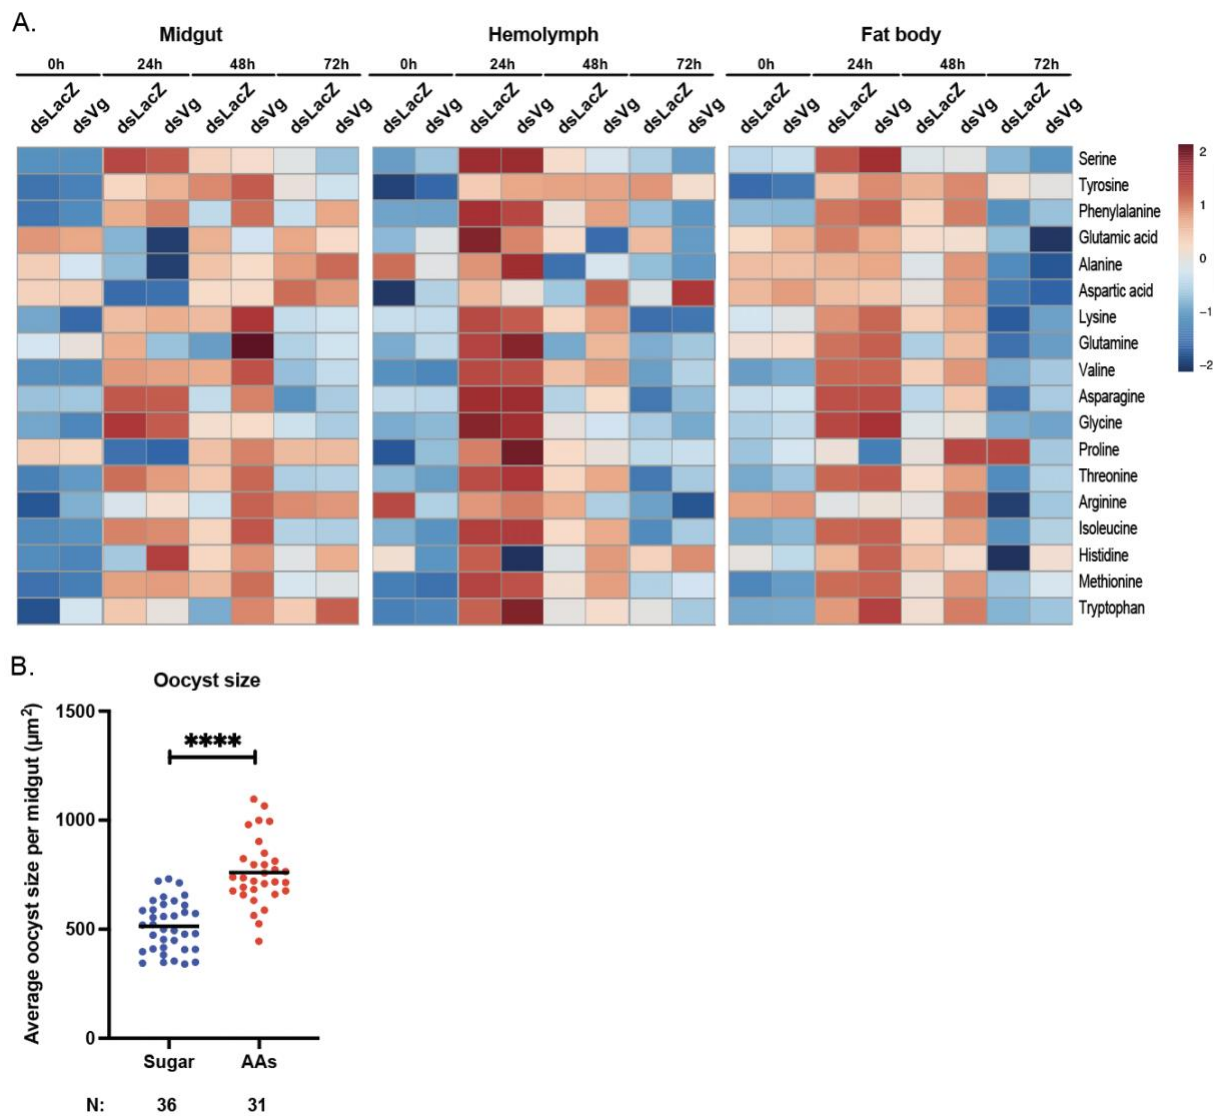 A.
Midgut Hemolymph Fat body
0h 24h 48h 72h 0h 24h 48h 72h 0h 24h 48h 72h
dsLacZ dsVg dsLacZ dsVg dsLacZ dsVg dsLacZ dsVg dsLacZ dsVg dsLacZ dsVg dsLacZ dsVg dsLacZ dsVg dsLacZ dsVg dsLacZ dsVg dsLacZ dsVg dsLacZ dsVg
Serine
Tyrosine
Phenylalanine
Glutamic acid
Alanine
Aspartic acid
Lysine
Glutamine
Valine
Asparagine
Glycine
Proline
Threonine
Arginine
Isoleucine
Histidine
Methionine
Tryptophan
2
1
0
−1
−2
B.
Oocyst size
Average oocyst size per midgut (µm²)
1500
1000
500
0
****
Sugar AAs
N: 36 31